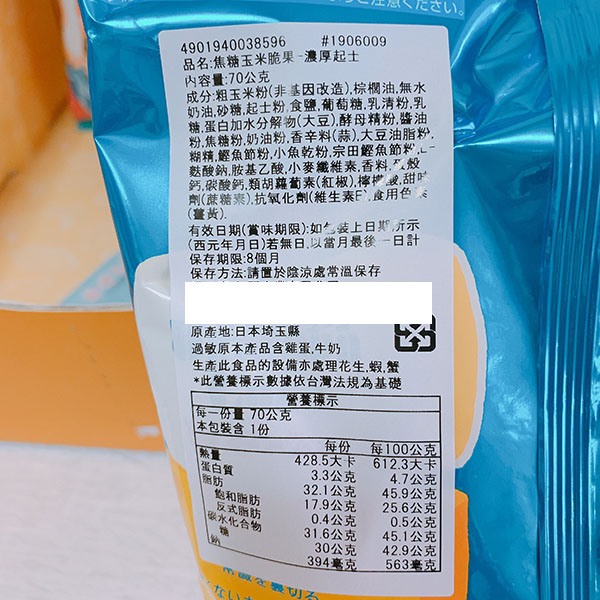 ご注意ください。
4901940038596 #1906009
品名:焦糖玉米脆果-濃厚起士
內容量:70公克
成分:粗玉米粉(非基因改造),棕櫚油,無水
奶油,砂糖,起士粉,食鹽,葡萄糖,乳清粉,乳
糖,蛋白加水分解物(大豆),酵母精粉,醬油
粉,焦糖粉,奶油粉,香辛料(蒜),大豆油脂粉,
糊精,鰹魚節粉,小魚乾粉,宗田鰹魚節粉,L-
麩酸鈉,胺基乙酸,小麥纖維素,香料,貝殼
鈣,碳酸鈣,類胡蘿蔔素(紅椒),檸檬酸,甜味
劑(蔗糖素),抗氧化劑(維生素E),食用色素
(薑黃).
有效日期(賞味期限):如包裝上日期所示
(西元年月日)若無日,以當月最後一日計
保存期限:8個月
保存方法:請置於陰涼處常溫保存
原產地:日本埼玉縣
過敏原本產品含雞蛋,牛奶
生產此食品的設備亦處理花生,蝦,蟹
*此營養標示數據依台灣法規為基礎
營養標示
每一份量 70公克
本包裝含 1份
每份 每100公克
熱量 428.5大卡 612.3大卡
蛋白質 3.3公克 4.7公克
脂肪 32.1公克 45.9公克
飽和脂肪 17.9公克 25.6公克
反式脂肪 0.4公克 0.5公克
碳水化合物 31.6公克 45.1公克
糖 30公克 42.9公克
鈉 394毫克 563毫克
常識を裏切る